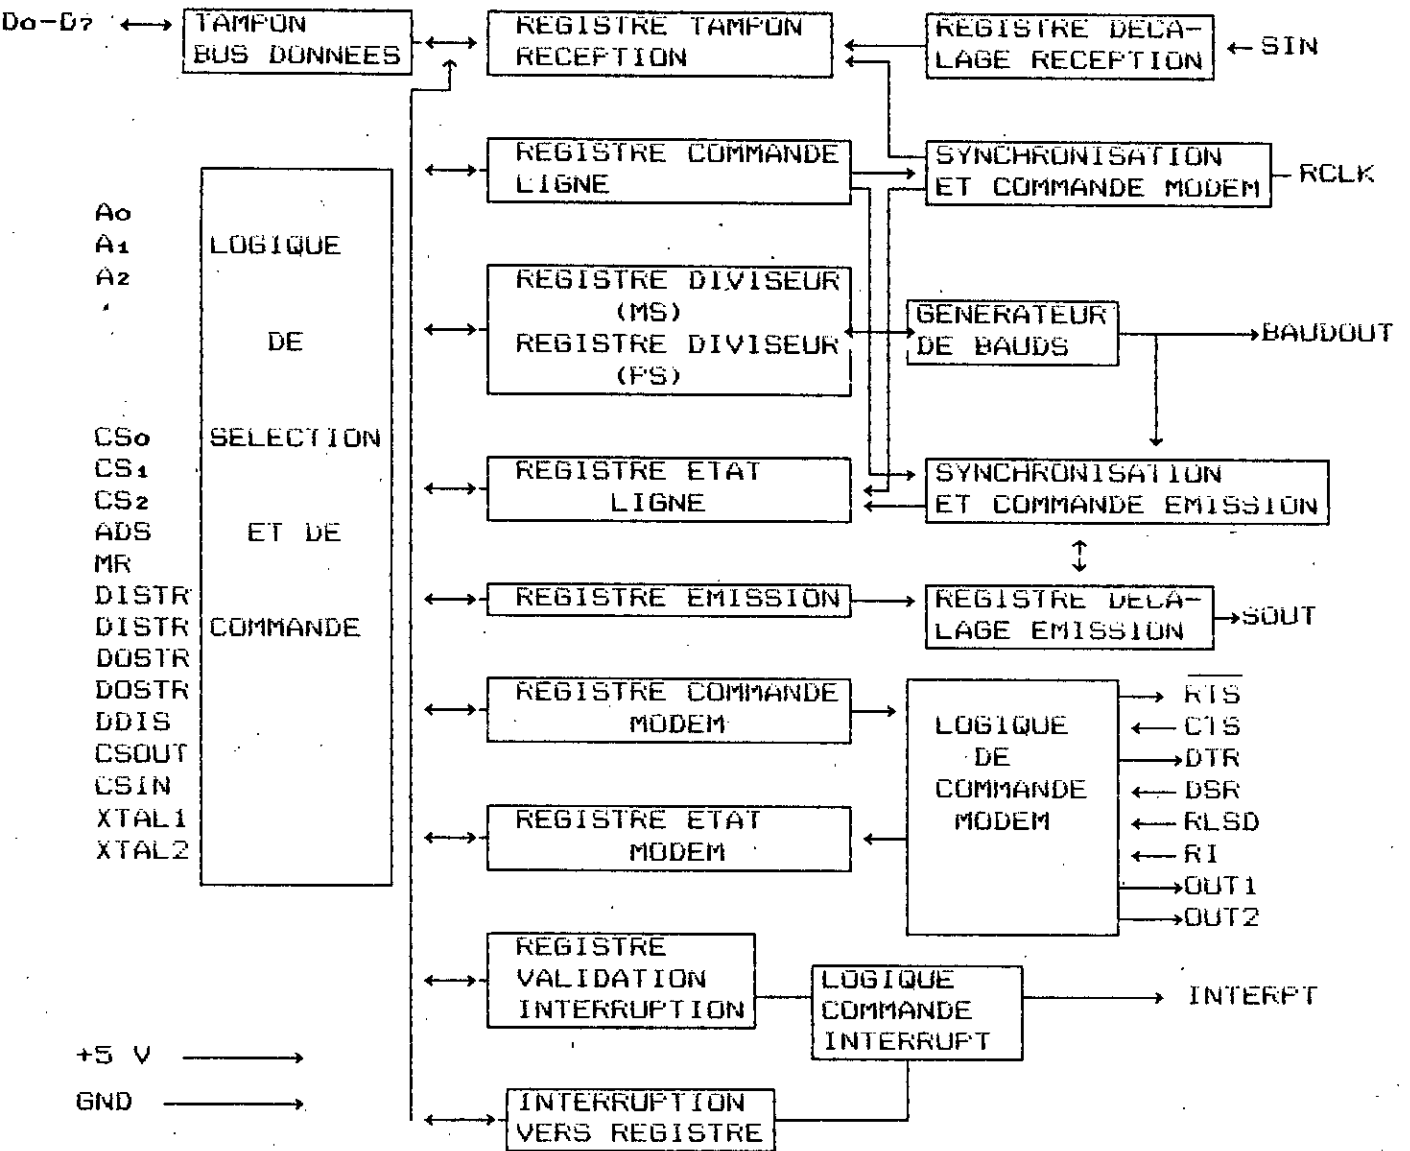 D0-D7
TAMPON
BUS DONNEES
REGISTRE TAMPON
RECEPTION
REGISTRE DECA-
LAGE RECEPTION
SIN
REGISTRE COMMANDE
LIGNE
SYNCHRONISATION
ET COMMANDE MODEM
RCLK
A0
A1
A2
CS0
CS1
CS2
ADS
MR
DISTR
DISTR
DOSTR
DOSTR
DDIS
CSOUT
CSIN
XTAL1
XTAL2
LOGIQUE
DE
SELECTION
ET DE
COMMANDE
REGISTRE DIVISEUR
(MS)
REGISTRE DIVISEUR
(PS)
GENERATEUR
DE BAUDS
BAUDOUT
REGISTRE ETAT
LIGNE
SYNCHRONISATION
ET COMMANDE EMISSION
REGISTRE EMISSION
REGISTRE DECA-
LAGE EMISSION
SOUT
REGISTRE COMMANDE
MODEM
REGISTRE ETAT
MODEM
LOGIQUE
DE
COMMANDE
MODEM
RTS
CTS
DTR
DSR
RLSD
RI
OUT1
OUT2
REGISTRE
VALIDATION
INTERRUPTION
LOGIQUE
COMMANDE
INTERRUPT
INTERPT
+5 V
GND
INTERRUPTION
VERS REGISTRE